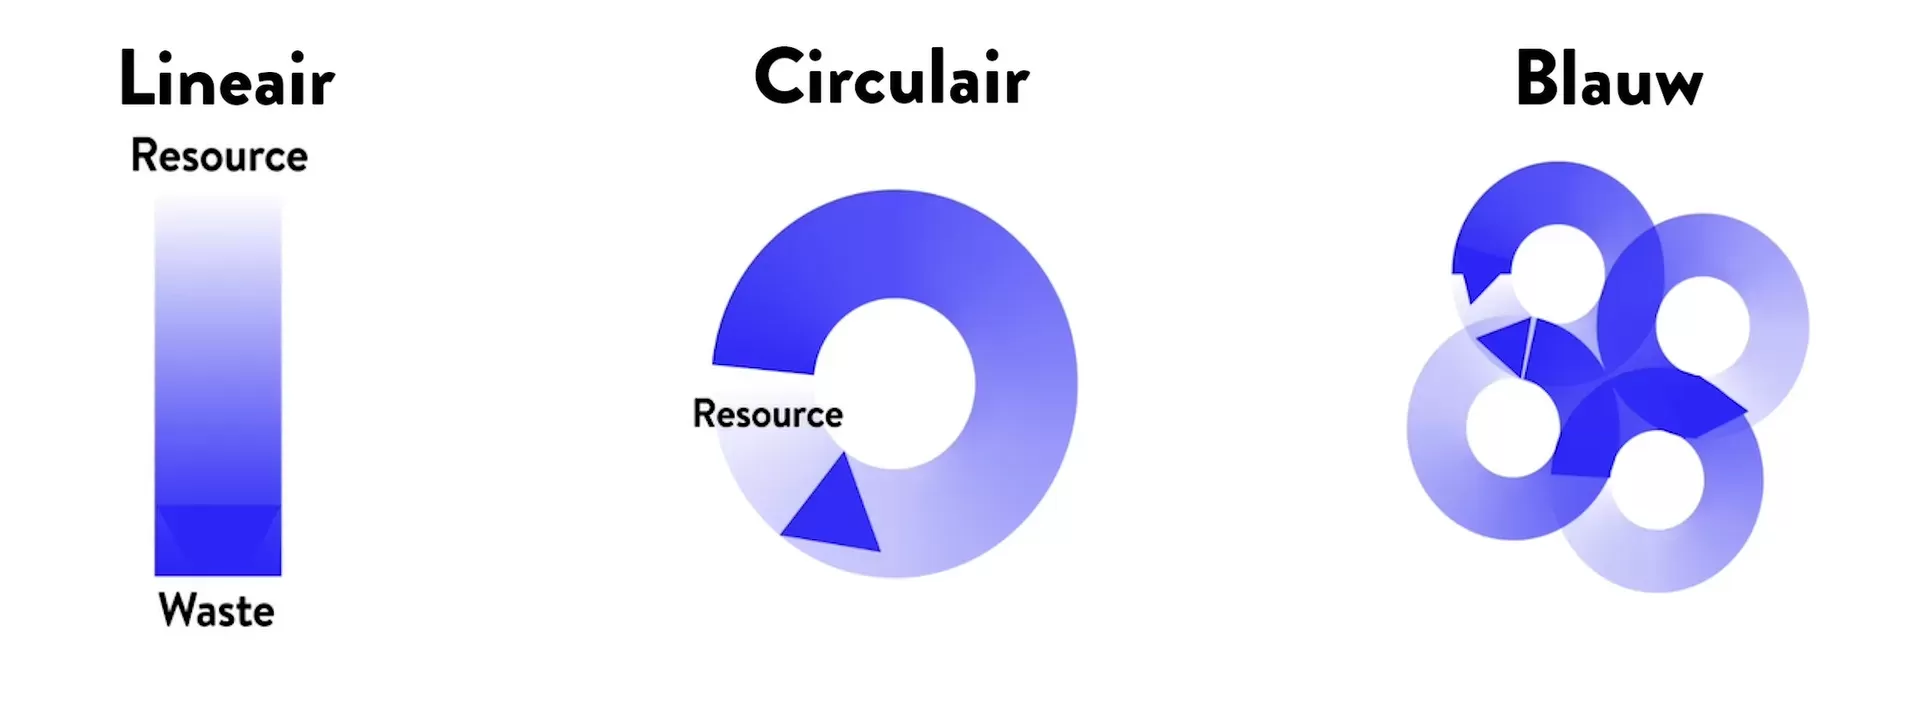 Lineair
Circulair
Blauw
Resource
Resource
Waste